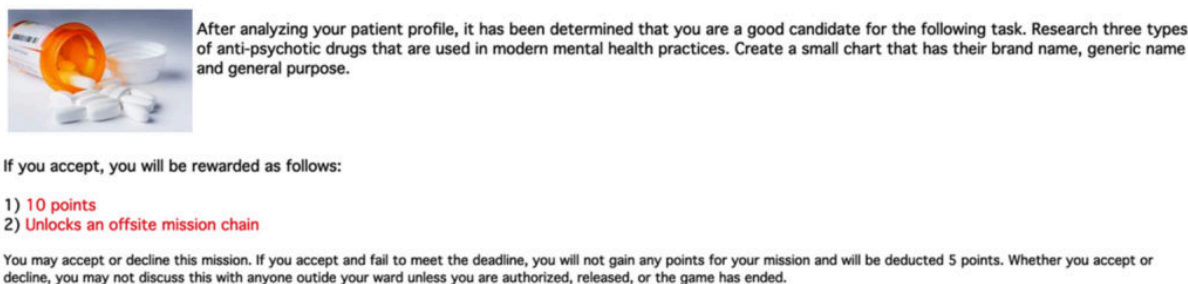 After analyzing your patient profile, it has been determined that you are a good candidate for the following task. Research three types
of anti-psychotic drugs that are used in modern mental health practices. Create a small chart that has their brand name, generic name
and general purpose.
If you accept, you will be rewarded as follows:
1) 10 points
2) Unlocks an offsite mission chain
You may accept or decline this mission. If you accept and fail to meet the deadline, you will not gain any points for your mission and will be deducted 5 points. Whether you accept or
decline, you may not discuss this with anyone outide your ward unless you are authorized, released, or the game has ended.